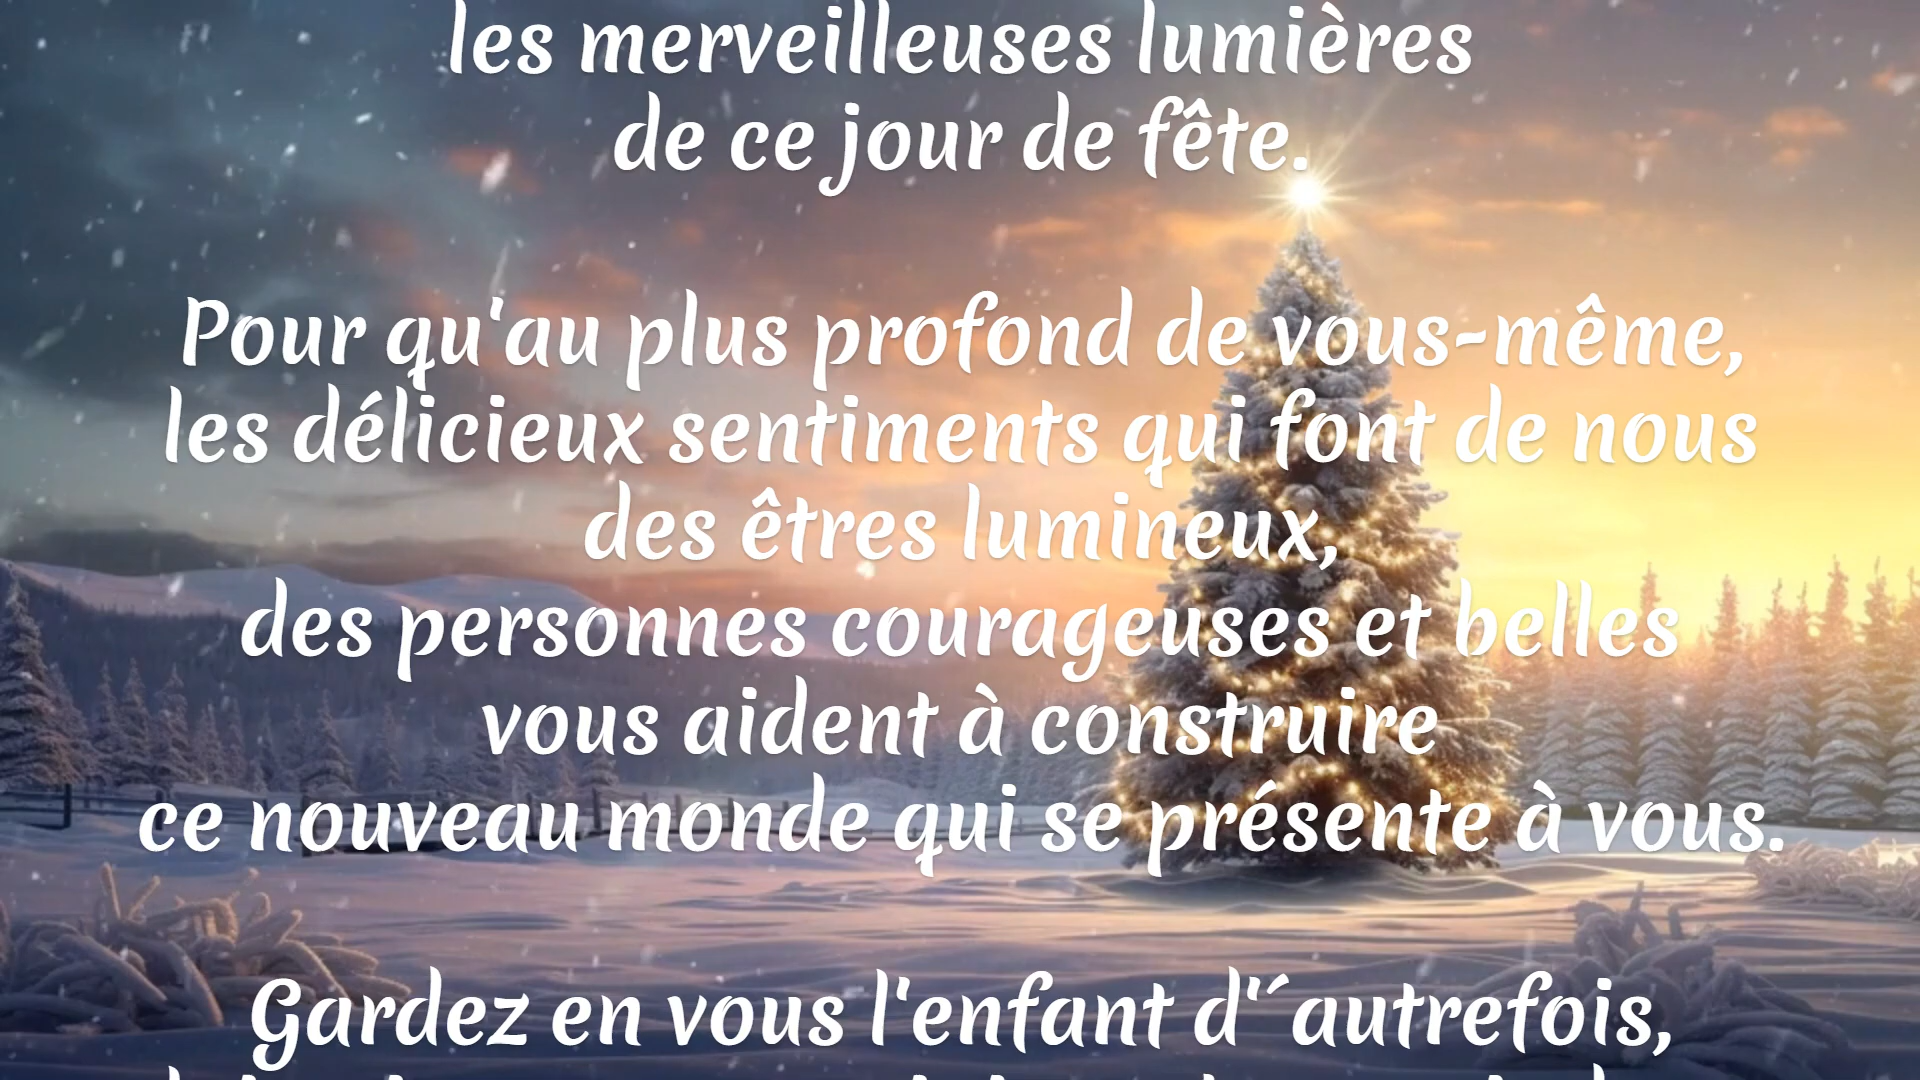 les merveilleuses lumières
de ce jour de fête.
Pour qu'au plus profond de vous-même,
les délicieux sentiments qui font de nous
des êtres lumineux,
des personnes courageuses et belles
vous aident à construire
ce nouveau monde qui se présente à vous.
Gardez en vous l'enfant d'´autrefois,